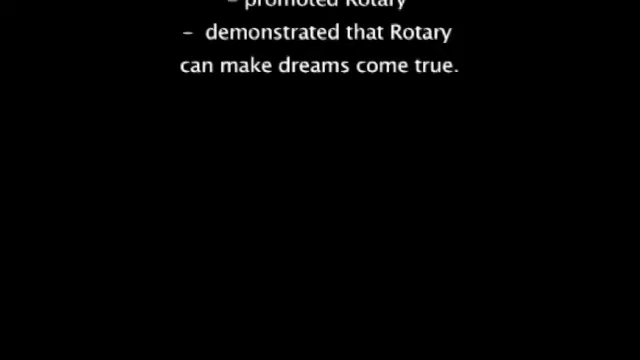 - promoted Rotary
- demonstrated that Rotary
can make dreams come true.